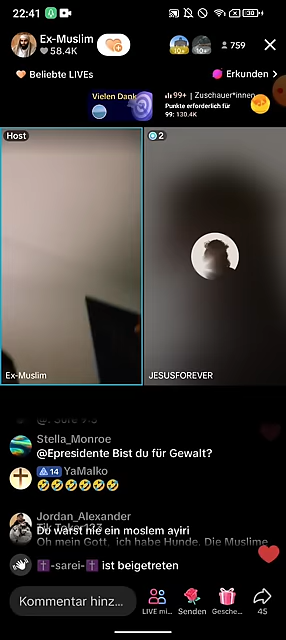 22:41
Ex-Muslim
58.4K
759
Beliebte LIVEs
Erkunden >
Vielen Dank
99+ | Zuschauer*innen
Punkte erforderlich für
99: 130.4K
Host
2
Ex-Muslim
JESUSFOREVER
Stella_Monroe
@Epresidente Bist du für Gewalt?
14 YaMalko
🤣🤣🤣🤣🤣🤣
Jordan_Alexander
Du warst nie ein moslem ayiri
Oh mein Gott, ich habe Hunde. Die Muslime
✝️-sarei-✝️ ist beigetreten
Kommentar hinz...
LIVE mi...
Senden
Gesche...
45